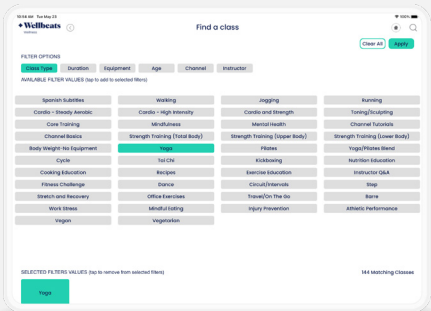 10:54 AM Tue May 23
100%
Wellbeats
Wellness
Find a class
Clear All Apply
FILTER OPTIONS
Class Type Duration Equipment Age Channel Instructor
AVAILABLE FILTER VALUES (tap to add to selected filters)
Spanish Subtitles Walking Jogging Running
Cardio - Steady Aerobic Cardio - High Intensity Cardio and Strength Toning/Sculpting
Core Training Mindfulness Mental Health Channel Tutorials
Channel Basics Strength Training (Total Body) Strength Training (Upper Body) Strength Training (Lower Body)
Body Weight-No Equipment Yoga Pilates Yoga/Pilates Blend
Cycle Tai Chi Kickboxing Nutrition Education
Cooking Education Recipes Exercise Education Instructor Q&A
Fitness Challenge Dance Circuit/Intervals Step
Stretch and Recovery Office Exercises Travel/On The Go Barre
Work Stress Mindful Eating Injury Prevention Athletic Performance
Vegan Vegetarian
SELECTED FILTERS VALUES (tap to remove from selected filters) 144 Matching Classes
Yoga